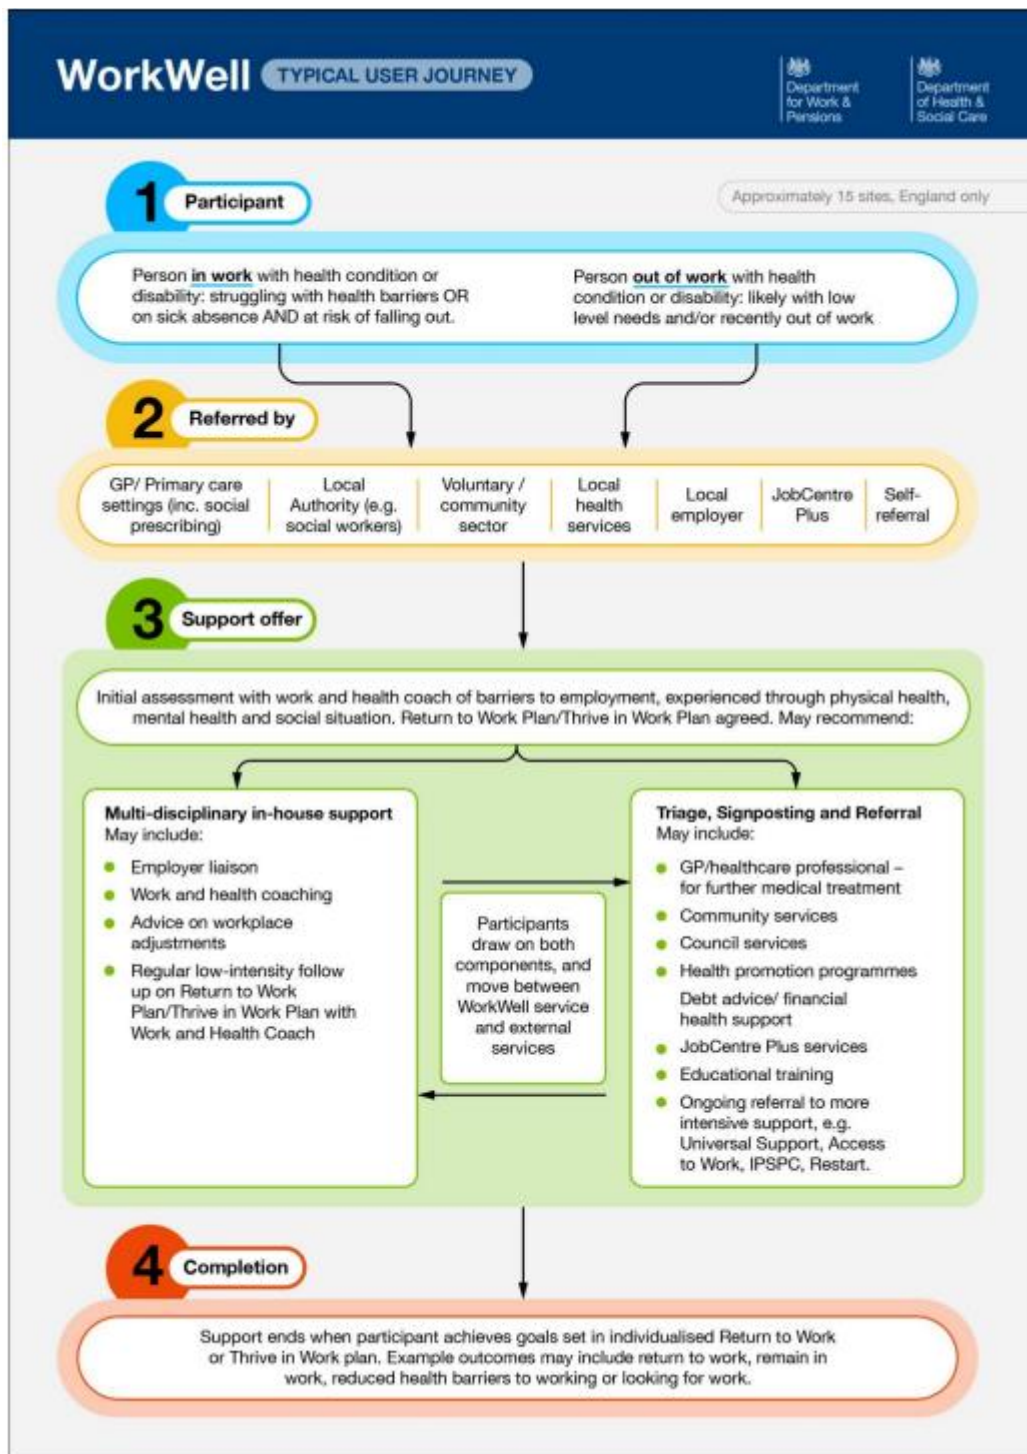 WorkWell TYPICAL USER JOURNEY
Department
for Work &
Pensions
Department
of Health &
Social Care
1 Participant
Approximately 15 sites, England only
Person in work with health condition or
disability: struggling with health barriers OR
on sick absence AND at risk of falling out.
Person out of work with health
condition or disability: likely with low
level needs and/or recently out of work
2 Referred by
GP/ Primary care
settings (inc. social
prescribing)
Local
Authority (e.g.
social workers)
Voluntary /
community
sector
Local
health
services
Local
employer
JobCentre
Plus
Self-
referral
3 Support offer
Initial assessment with work and health coach of barriers to employment, experienced through physical health,
mental health and social situation. Return to Work Plan/Thrive in Work Plan agreed. May recommend:
Multi-disciplinary in-house support
May include:
Employer liaison
Work and health coaching
Advice on workplace
adjustments
Regular low-intensity follow
up on Return to Work
Plan/Thrive in Work Plan with
Work and Health Coach
Participants
draw on both
components, and
move between
WorkWell service
and external
services
Triage, Signposting and Referral
May include:
GP/healthcare professional –
for further medical treatment
Community services
Council services
Health promotion programmes
Debt advice/ financial
health support
JobCentre Plus services
Educational training
Ongoing referral to more
intensive support, e.g.
Universal Support, Access
to Work, IPSPC, Restart.
4 Completion
Support ends when participant achieves goals set in individualised Return to Work
or Thrive in Work plan. Example outcomes may include return to work, remain in
work, reduced health barriers to working or looking for work.